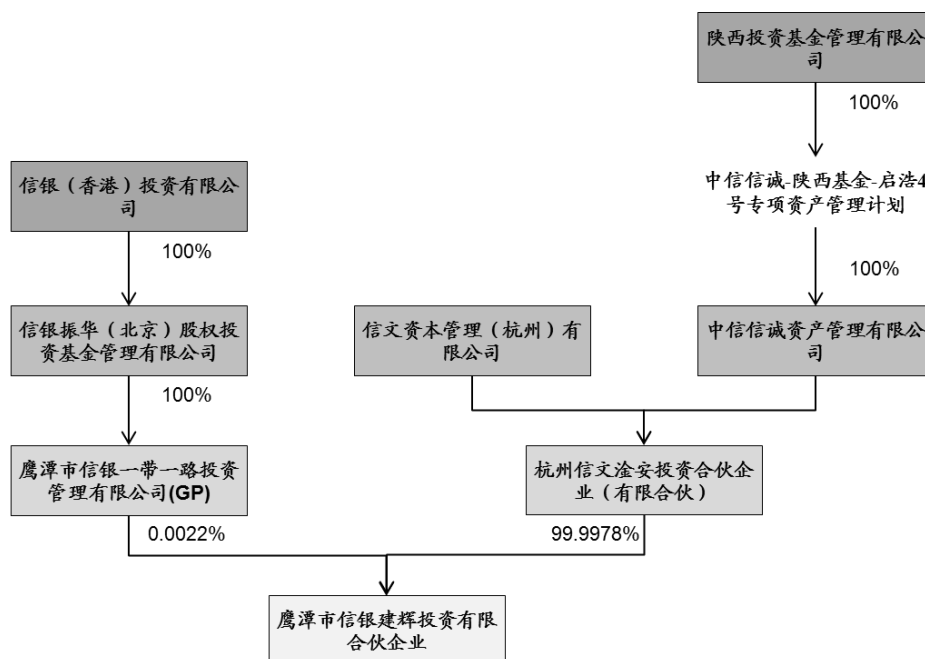 陕西投资基金管理有限公
司
100%
信银（香港）投资有限公
司
中信信诚-陕西基金-启浩4
号专项资产管理计划
100%
100%
信银振华（北京）股权投
资基金管理有限公司
信文资本管理（杭州）有
限公司
中信信诚资产管理有限公
司
100%
鹰潭市信银一带一路投资
管理有限公司(GP)
杭州信文淦安投资合伙企
业（有限合伙）
0.0022%
99.9978%
鹰潭市信银建辉投资有限
合伙企业